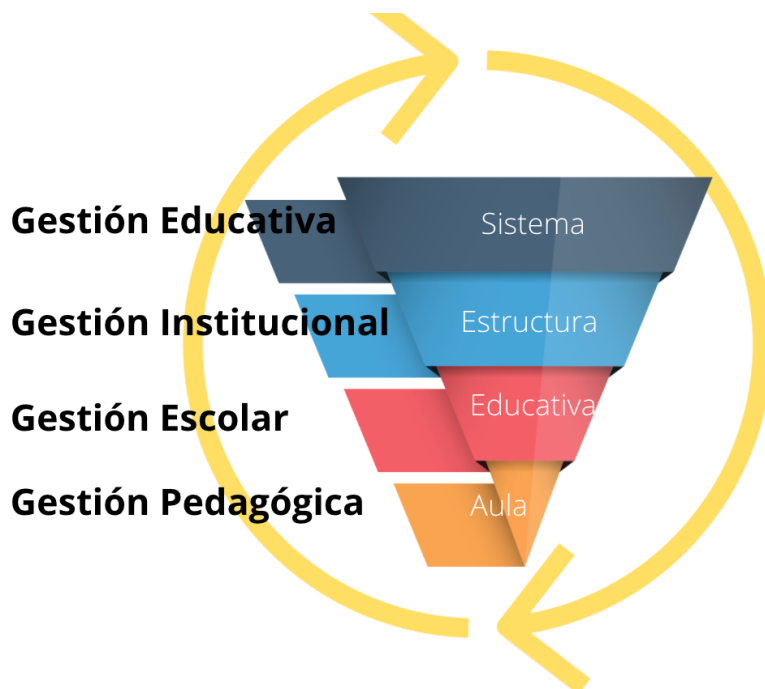 Gestión Educativa
Sistema
Gestión Institucional
Estructura
Gestión Escolar
Educativa
Gestión Pedagógica
Aula